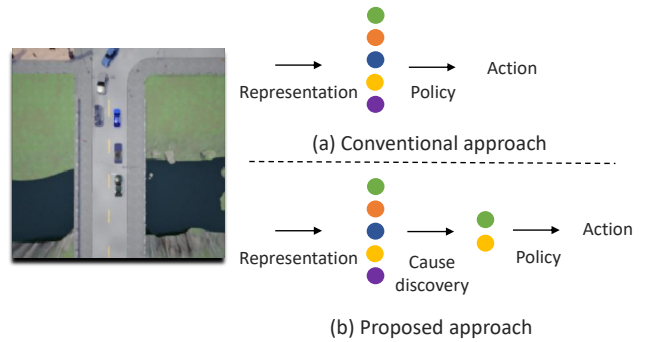 Representation
Policy
Action
(a) Conventional approach
Representation
Cause
discovery
Policy
Action
(b) Proposed approach